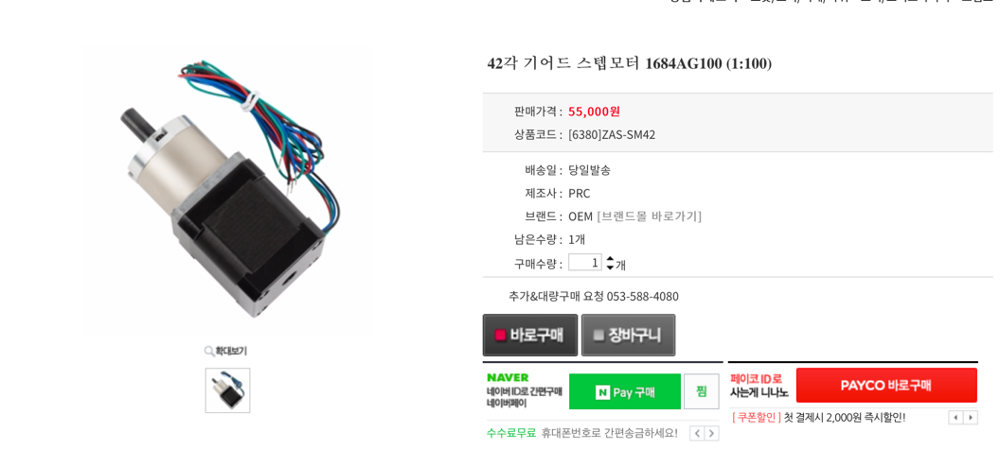 42각 기어드 스텝모터 1684AG100 (1:100)
판매가격 : 55,000원
상품코드 : [6380]ZAS-SM42
배송일 : 당일발송
제조사 : PRC
브랜드 : OEM [브랜드몰 바로가기]
남은수량 : 1개
구매수량 : 1 개
추가&대량구매 요청 053-588-4080
바로구매 장바구니
확대보기
NAVER
네이버ID로 간편구매
네이버페이
N Pay 구매
찜
페이코 ID로
사는게 니나노
PAYCO 바로구매
수수료무료 휴대폰번호로 간편송금하세요!
[ 쿠폰할인 ] 첫 결제시 2,000원 즉시할인!